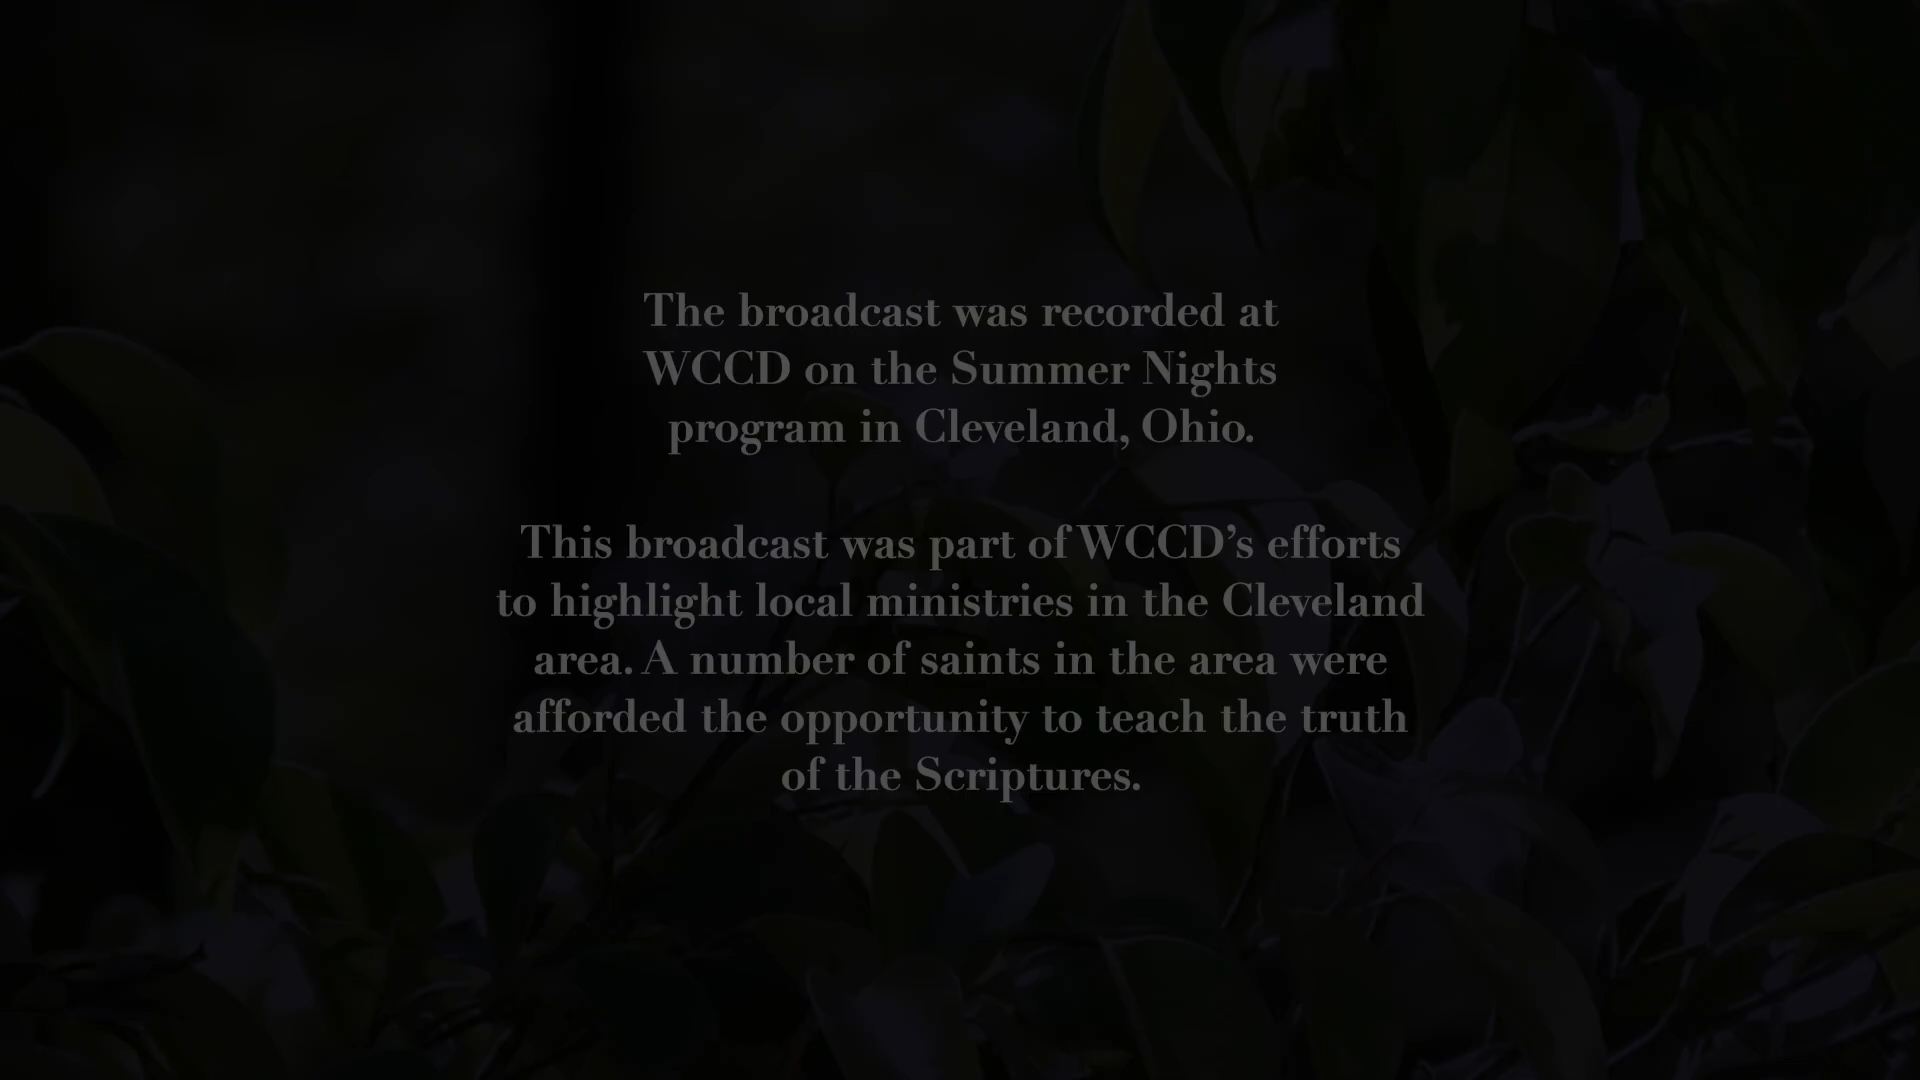 The broadcast was recorded at
WCCD on the Summer Nights
program in Cleveland, Ohio.
This broadcast was part of WCCD’s efforts
to highlight local ministries in the Cleveland
area. A number of saints in the area were
afforded the opportunity to teach the truth
of the Scriptures.